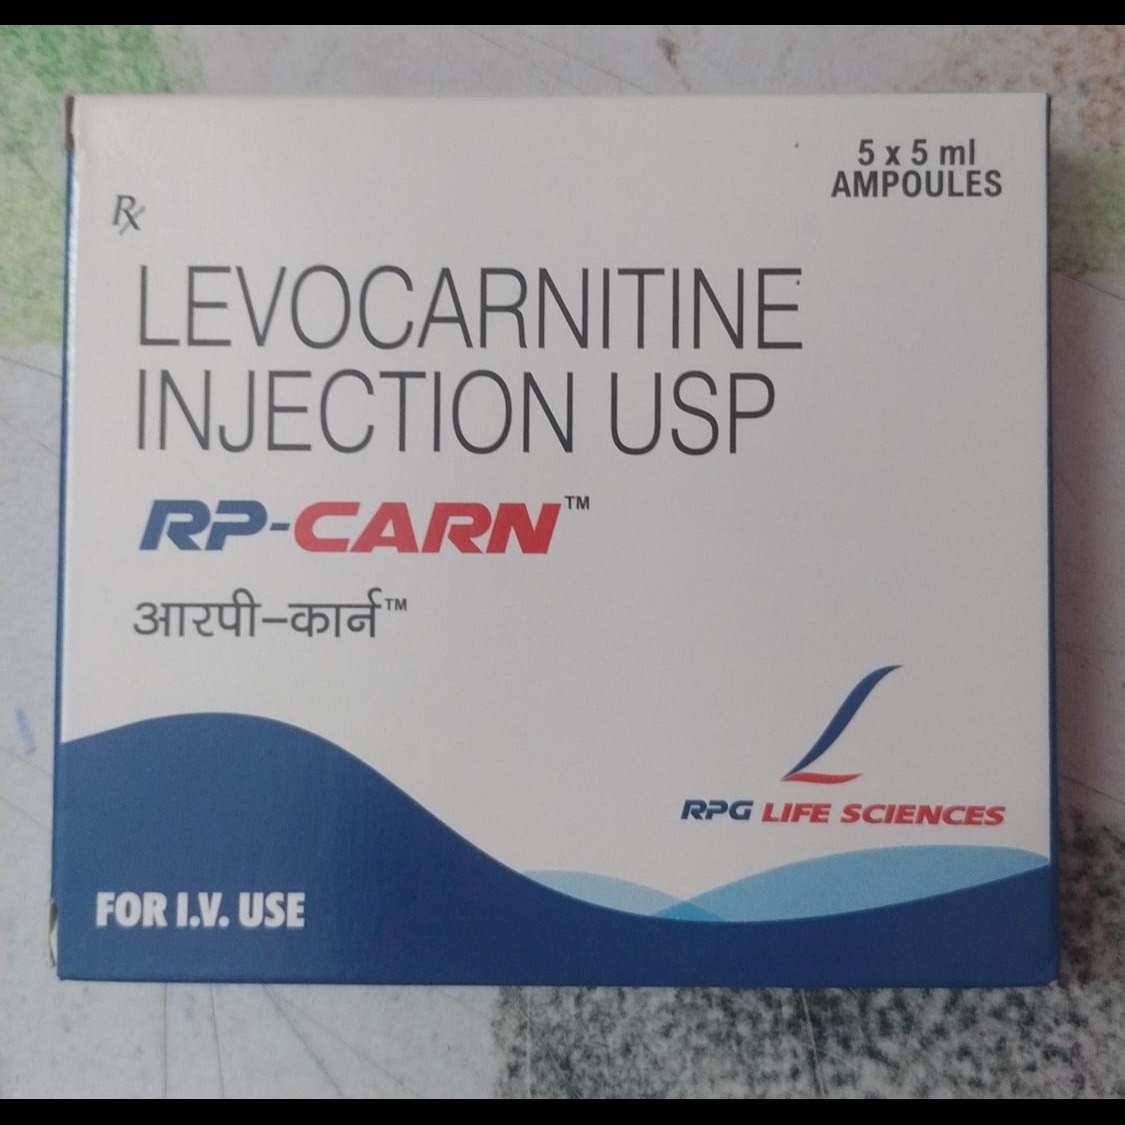 5 x 5 ml
AMPOULES
Rx
LEVOCARNITINE
INJECTION USP
RP-CARN™
आरपी-कार्न™
RPG LIFE SCIENCES
FOR I.V. USE